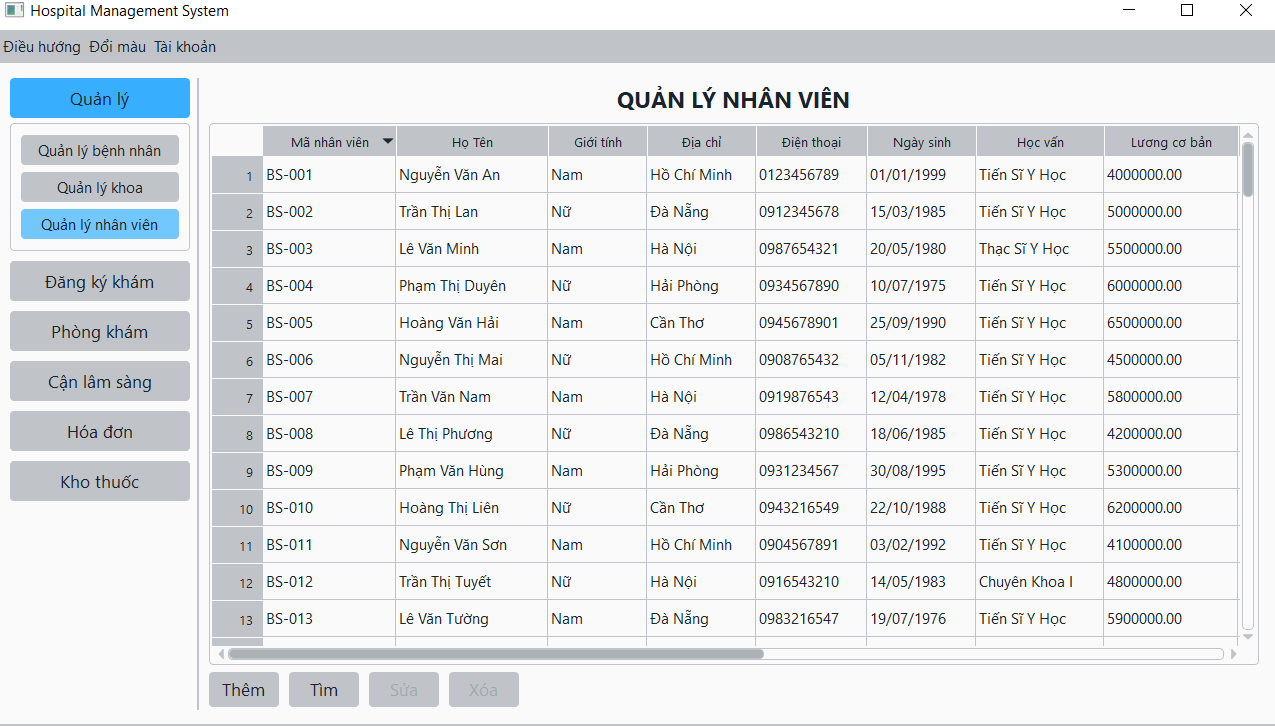 Hospital Management System
Điều hướng Đổi màu Tài khoản
Quản lý
Quản lý bệnh nhân
Quản lý khoa
Quản lý nhân viên
Đăng ký khám
Phòng khám
Cận lâm sàng
Hóa đơn
Kho thuốc
QUẢN LÝ NHÂN VIÊN
Mã nhân viên Họ Tên Giới tính Địa chỉ Điện thoại Ngày sinh Học vấn Lương cơ bản
1 BS-001 Nguyễn Văn An Nam Hồ Chí Minh 0123456789 01/01/1999 Tiến Sĩ Y Học 4000000.00
2 BS-002 Trần Thị Lan Nữ Đà Nẵng 0912345678 15/03/1985 Tiến Sĩ Y Học 5000000.00
3 BS-003 Lê Văn Minh Nam Hà Nội 0987654321 20/05/1980 Thạc Sĩ Y Học 5500000.00
4 BS-004 Phạm Thị Duyên Nữ Hải Phòng 0934567890 10/07/1975 Tiến Sĩ Y Học 6000000.00
5 BS-005 Hoàng Văn Hải Nam Cần Thơ 0945678901 25/09/1990 Tiến Sĩ Y Học 6500000.00
6 BS-006 Nguyễn Thị Mai Nữ Hồ Chí Minh 0908765432 05/11/1982 Tiến Sĩ Y Học 4500000.00
7 BS-007 Trần Văn Nam Nam Hà Nội 0919876543 12/04/1978 Tiến Sĩ Y Học 5800000.00
8 BS-008 Lê Thị Phương Nữ Đà Nẵng 0986543210 18/06/1985 Tiến Sĩ Y Học 4200000.00
9 BS-009 Phạm Văn Hùng Nam Hải Phòng 0931234567 30/08/1995 Tiến Sĩ Y Học 5300000.00
10 BS-010 Hoàng Thị Liên Nữ Cần Thơ 0943216549 22/10/1988 Tiến Sĩ Y Học 6200000.00
11 BS-011 Nguyễn Văn Sơn Nam Hồ Chí Minh 0904567891 03/02/1992 Tiến Sĩ Y Học 4100000.00
12 BS-012 Trần Thị Tuyết Nữ Hà Nội 0916543210 14/05/1983 Chuyên Khoa I 4800000.00
13 BS-013 Lê Văn Tường Nam Đà Nẵng 0983216547 19/07/1976 Tiến Sĩ Y Học 5900000.00
Thêm Tìm Sửa Xóa